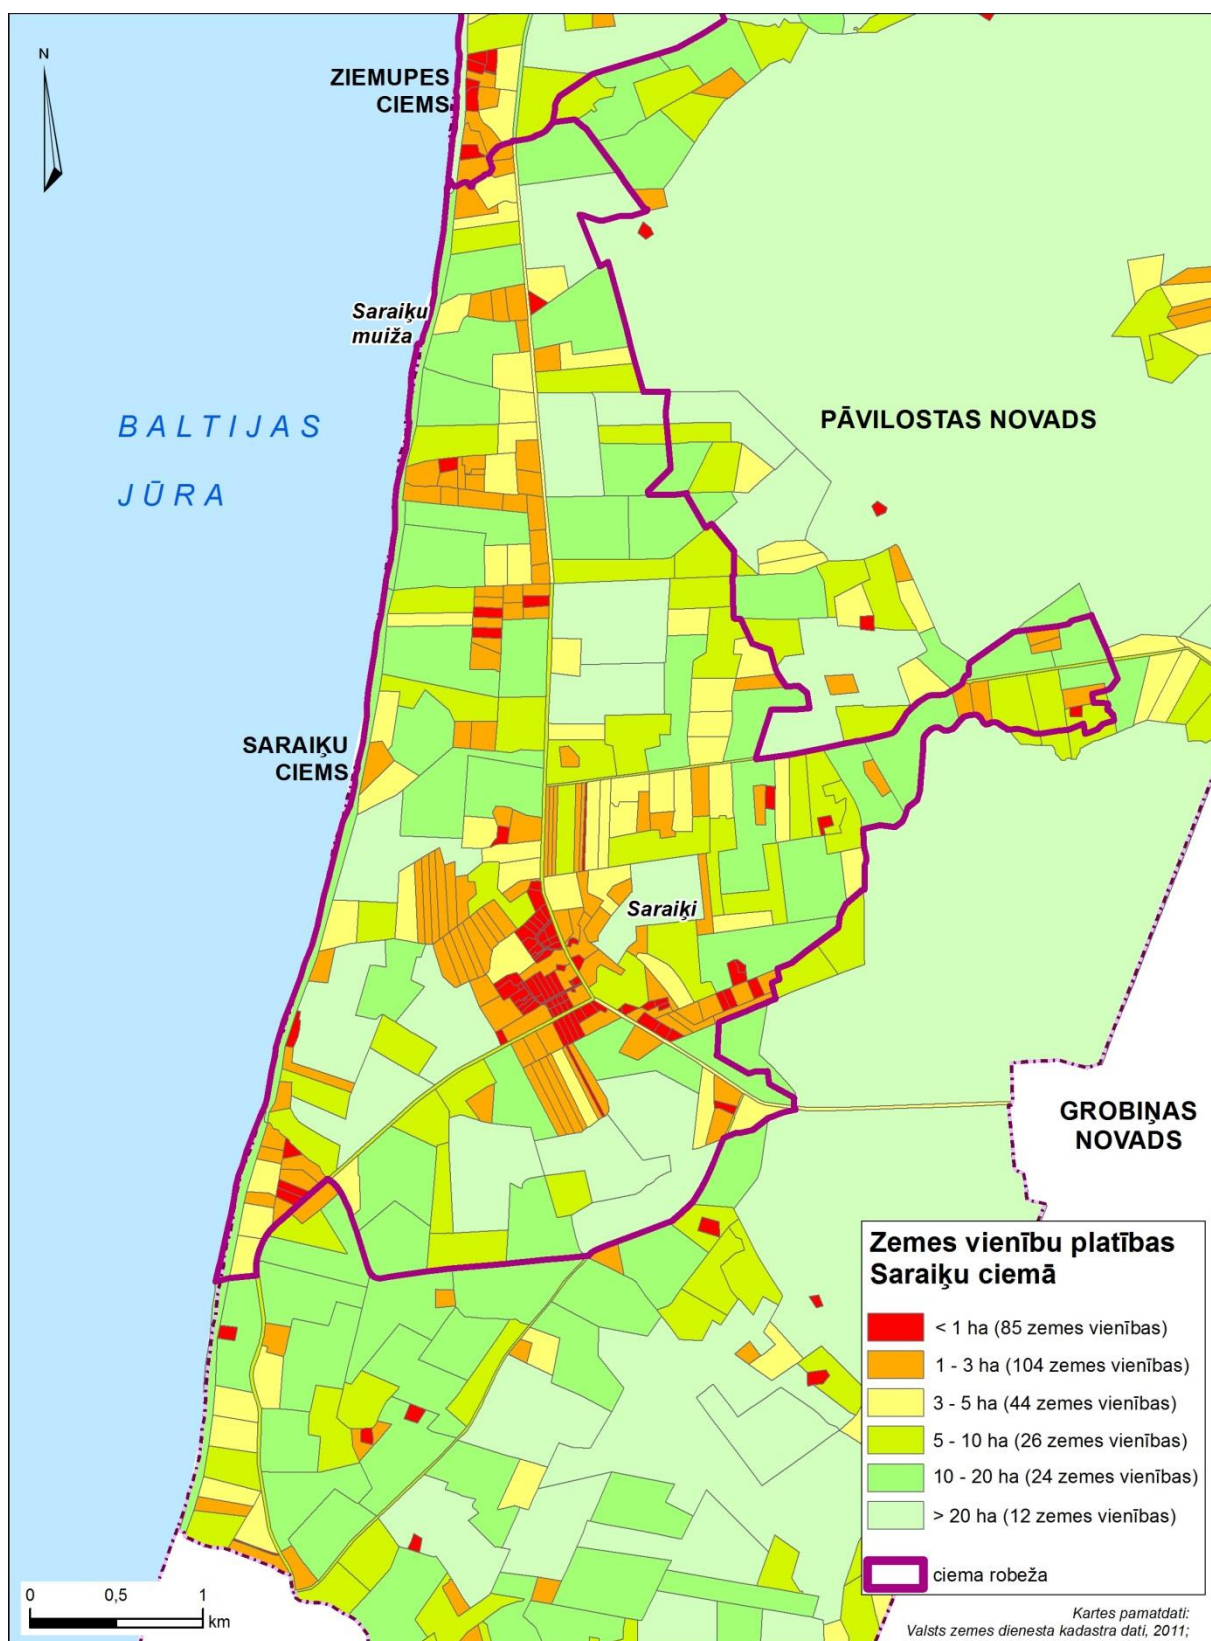 N
ZIEMUPES
CIEMS
Saraiķu
muiža
BALTIJAS
JŪRA
PĀVILOSTAS NOVADS
SARAIĶU
CIEMS
Saraiķi
GROBIŅAS
NOVADS
Zemes vienību platības
Saraiķu ciemā
< 1 ha (85 zemes vienības)
1 - 3 ha (104 zemes vienības)
3 - 5 ha (44 zemes vienības)
5 - 10 ha (26 zemes vienības)
10 - 20 ha (24 zemes vienības)
> 20 ha (12 zemes vienības)
ciema robeža
0 0,5 1
km
Kartes pamatdati:
Valsts zemes dienesta kadastra dati, 2011;